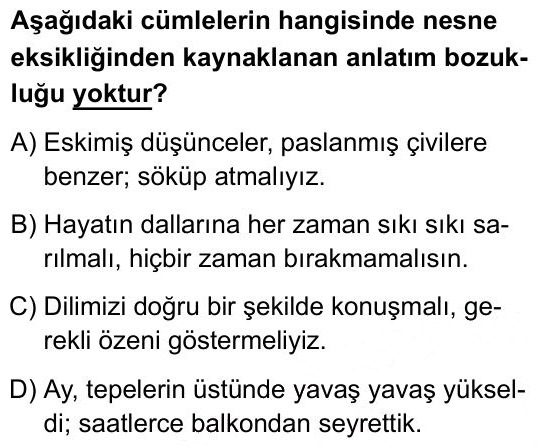 Aşağıdaki cümlelerin hangisinde nesne
eksikliğinden kaynaklanan anlatım bozuk-
luğu yoktur?
A) Eskimiş düşünceler, paslanmış çivilere
benzer; söküp atmalıyız.
B) Hayatın dallarına her zaman sıkı sıkı sa-
rılmalı, hiçbir zaman bırakmamalısın.
C) Dilimizi doğru bir şekilde konuşmalı, ge-
rekli özeni göstermeliyiz.
D) Ay, tepelerin üstünde yavaş yavaş yüksel-
di; saatlerce balkondan seyrettik.